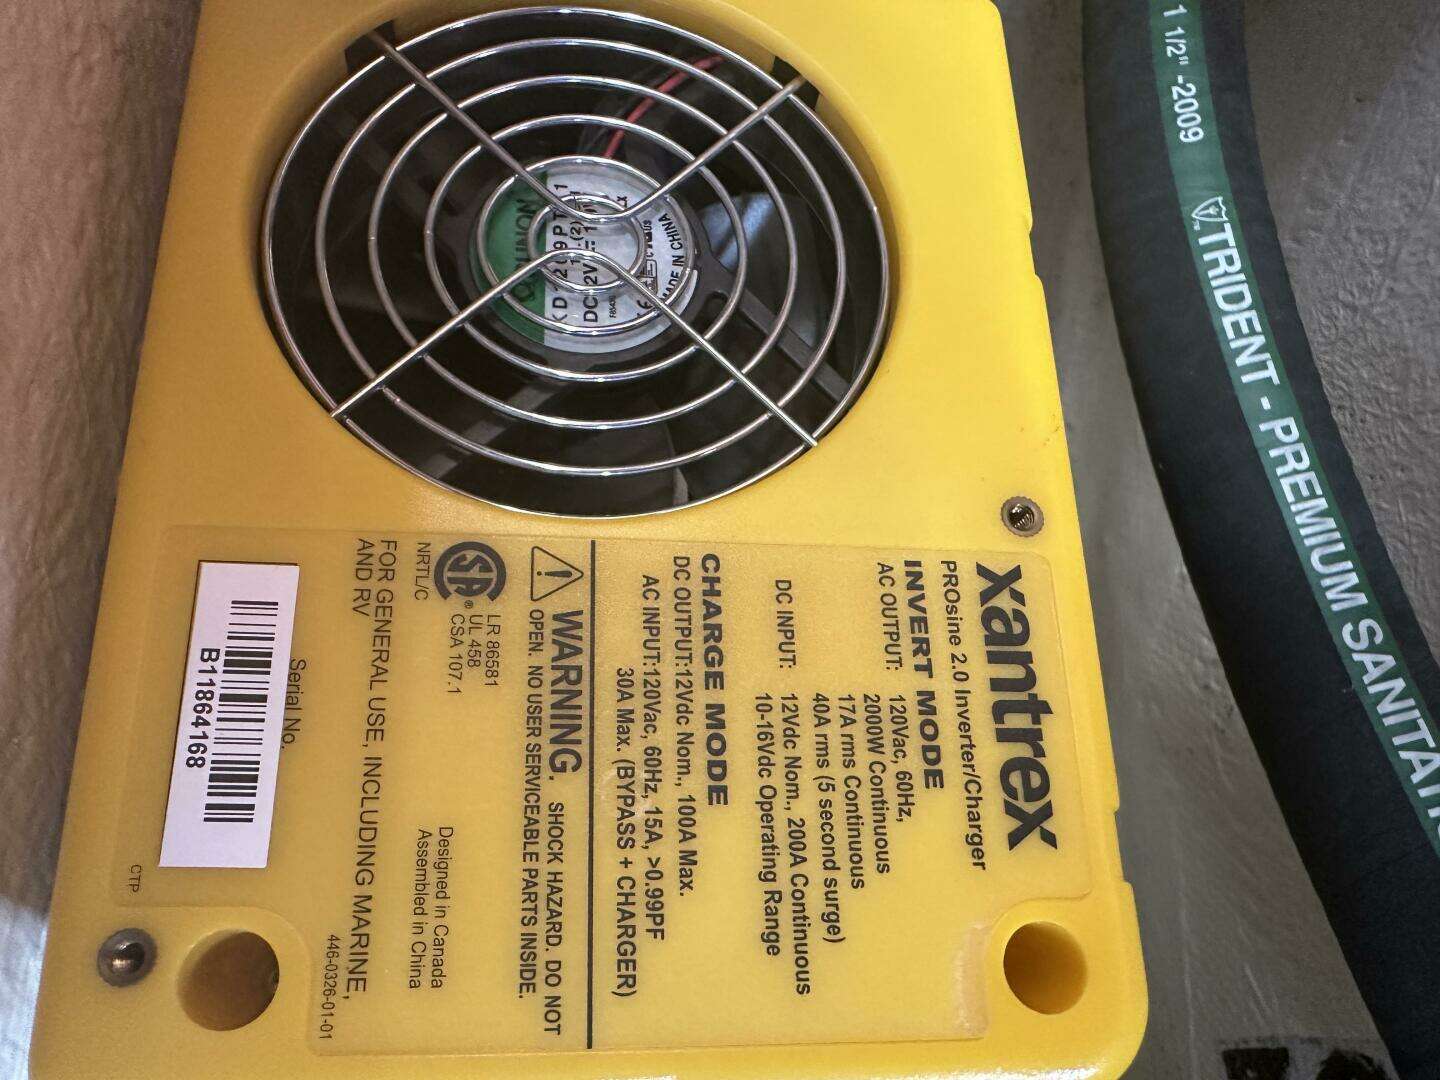 xantrex
PROsine 2.0 Inverter/Charger
INVERT MODE
AC OUTPUT: 120Vac, 60Hz,
2000W Continuous
17A rms Continuous
40A rms (5 second surge)
DC INPUT: 12Vdc Nom., 200A Continuous
10-16Vdc Operating Range
CHARGE MODE
DC OUTPUT:12Vdc Nom., 100A Max.
AC INPUT:120Vac, 60Hz, 15A, >0.99PF
30A Max. (BYPASS + CHARGER)
WARNING. SHOCK HAZARD. DO NOT
OPEN. NO USER SERVICEABLE PARTS INSIDE.
LR 86581
UL 458
CSA 107.1
NRTL/C
Designed in Canada
Assembled in China
FOR GENERAL USE, INCLUDING MARINE,
AND RV
446-0326-01-01
Serial No.
B11864168
CTP
MADE IN CHINA
1 1/2" -2009
TRIDENT - PREMIUM